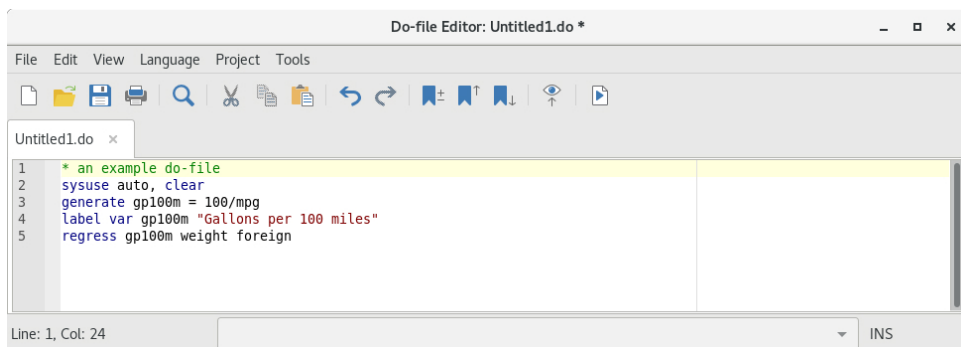 Do-file Editor: Untitled1.do *
File Edit View Language Project Tools
Untitled1.do
1 * an example do-file
2 sysuse auto, clear
3 generate gp100m = 100/mpg
4 label var gp100m "Gallons per 100 miles"
5 regress gp100m weight foreign
Line: 1, Col: 24 INS